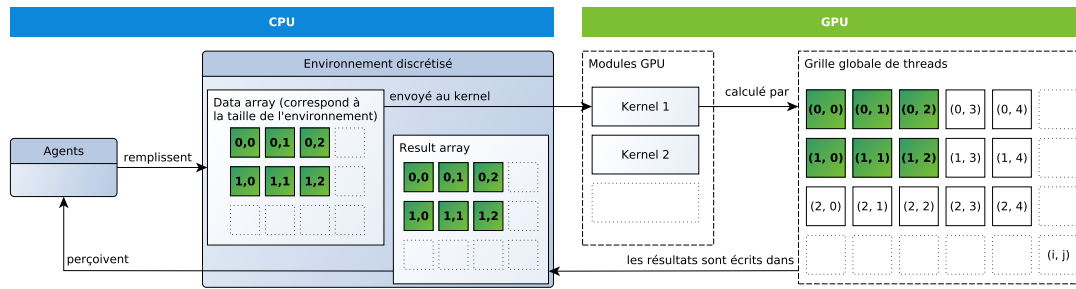 CPU
GPU
Environnement discrétisé
Modules GPU
Grille globale de threads
Data array (correspond à
la taille de l'environnement)
envoyé au kernel
Kernel 1
calculé par
(0, 0) (0, 1) (0, 2) (0, 3) (0, 4)
0,0 0,1 0,2
Agents
remplissent
Result array
Kernel 2
(1, 0) (1, 1) (1, 2) (1, 3) (1, 4)
1,0 1,1 1,2
0,0 0,1 0,2
(2, 0) (2, 1) (2, 2) (2, 3) (2, 4)
1,0 1,1 1,2
perçoivent
les résultats sont écrits dans
(i, j)